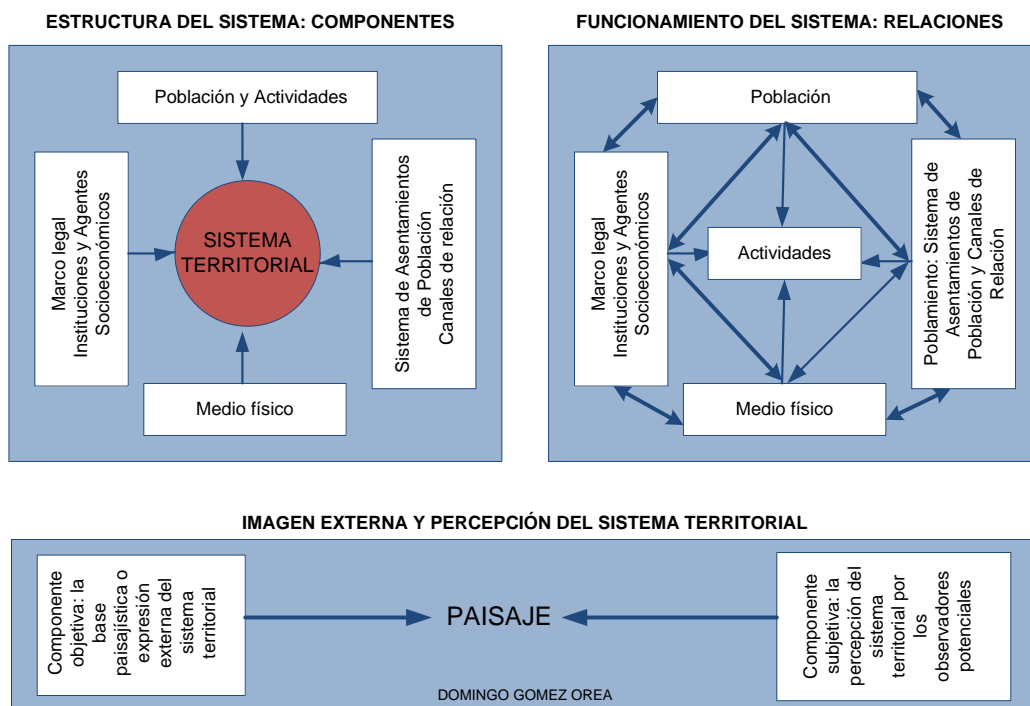 ESTRUCTURA DEL SISTEMA: COMPONENTES
Población y Actividades
Marco legal
Instituciones y Agentes
Socioeconómicos
SISTEMA
TERRITORIAL
Sistema de Asentamientos
de Población
Canales de relación
Medio físico
FUNCIONAMIENTO DEL SISTEMA: RELACIONES
Población
Marco legal
Instituciones y Agentes
Socioeconómicos
Actividades
Poblamiento: Sistema de
Asentamientos de
Población y Canales de
Relación
Medio físico
IMAGEN EXTERNA Y PERCEPCIÓN DEL SISTEMA TERRITORIAL
Componente
objetiva: la
base
paisajística o
expresión
externa del
sistema
territorial
PAISAJE
Componente
subjetiva: la
percepción del
sistema
territorial por
los
observadores
potenciales
DOMINGO GOMEZ OREA